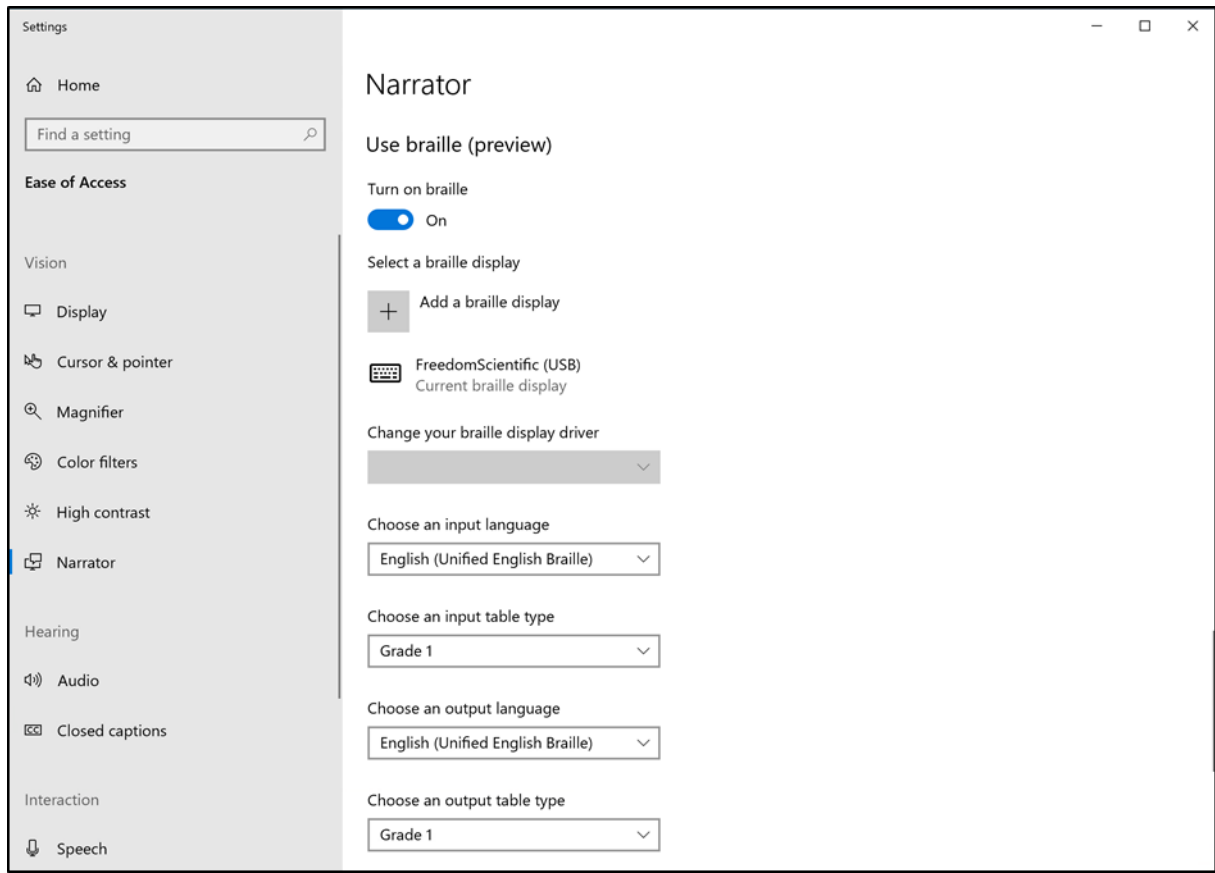 Settings
Home
Find a setting
Ease of Access
Vision
Display
Cursor & pointer
Magnifier
Color filters
High contrast
Narrator
Hearing
Audio
CC Closed captions
Interaction
Speech
Narrator
Use braille (preview)
Turn on braille
On
Select a braille display
Add a braille display
FreedomScientific (USB)
Current braille display
Change your braille display driver
Choose an input language
English (Unified English Braille)
Choose an input table type
Grade 1
Choose an output language
English (Unified English Braille)
Choose an output table type
Grade 1